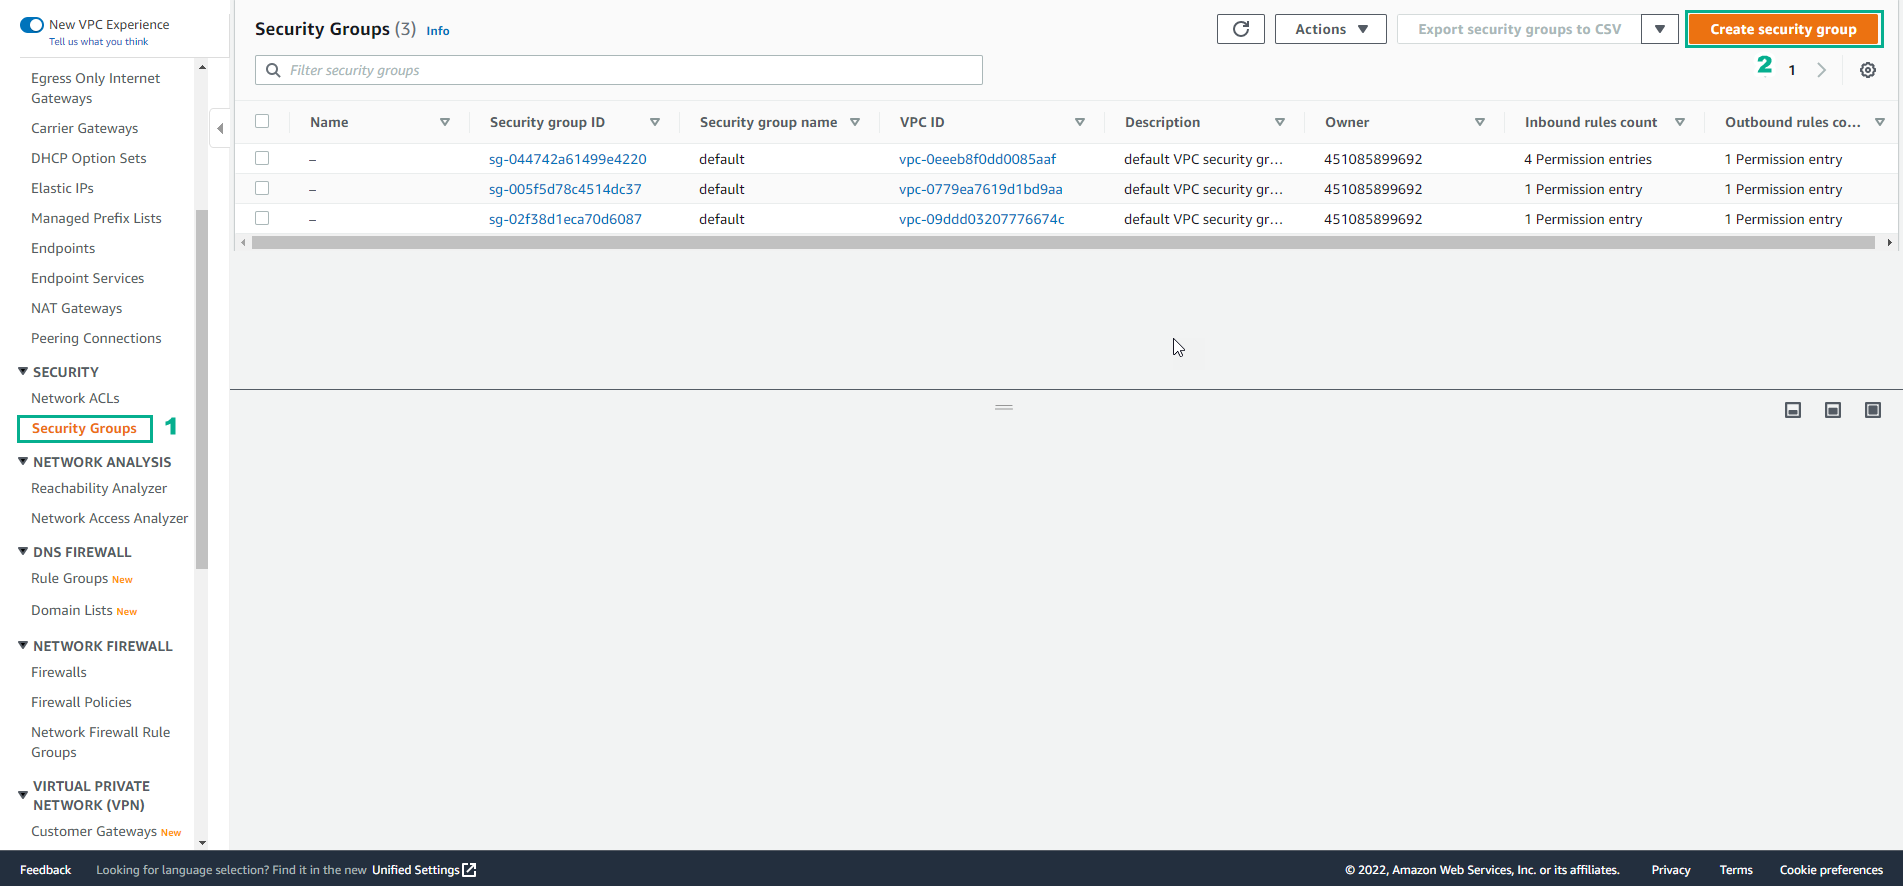 New VPC Experience
Tell us what you think
Egress Only Internet
Gateways
Carrier Gateways
DHCP Option Sets
Elastic IPs
Managed Prefix Lists
Endpoints
Endpoint Services
NAT Gateways
Peering Connections
SECURITY
Network ACLs
Security Groups 1
NETWORK ANALYSIS
Reachability Analyzer
Network Access Analyzer
DNS FIREWALL
Rule Groups New
Domain Lists New
NETWORK FIREWALL
Firewalls
Firewall Policies
Network Firewall Rule
Groups
VIRTUAL PRIVATE
NETWORK (VPN)
Customer Gateways New
Security Groups (3) Info
Actions
Export security groups to CSV
Create security group
Filter security groups
2 1
Name Security group ID Security group name VPC ID Description Owner Inbound rules count Outbound rules co...
– sg-044742a61499e4220 default vpc-0eeeb8f0dd0085aaf default VPC security gr... 451085899692 4 Permission entries 1 Permission entry
– sg-005f5d78c4514dc37 default vpc-0779ea7619d1bd9aa default VPC security gr... 451085899692 1 Permission entry 1 Permission entry
– sg-02f38d1eca70d6087 default vpc-09ddd03207776674c default VPC security gr... 451085899692 1 Permission entry 1 Permission entry
Feedback Looking for language selection? Find it in the new Unified Settings © 2022, Amazon Web Services, Inc. or its affiliates. Privacy Terms Cookie preferences